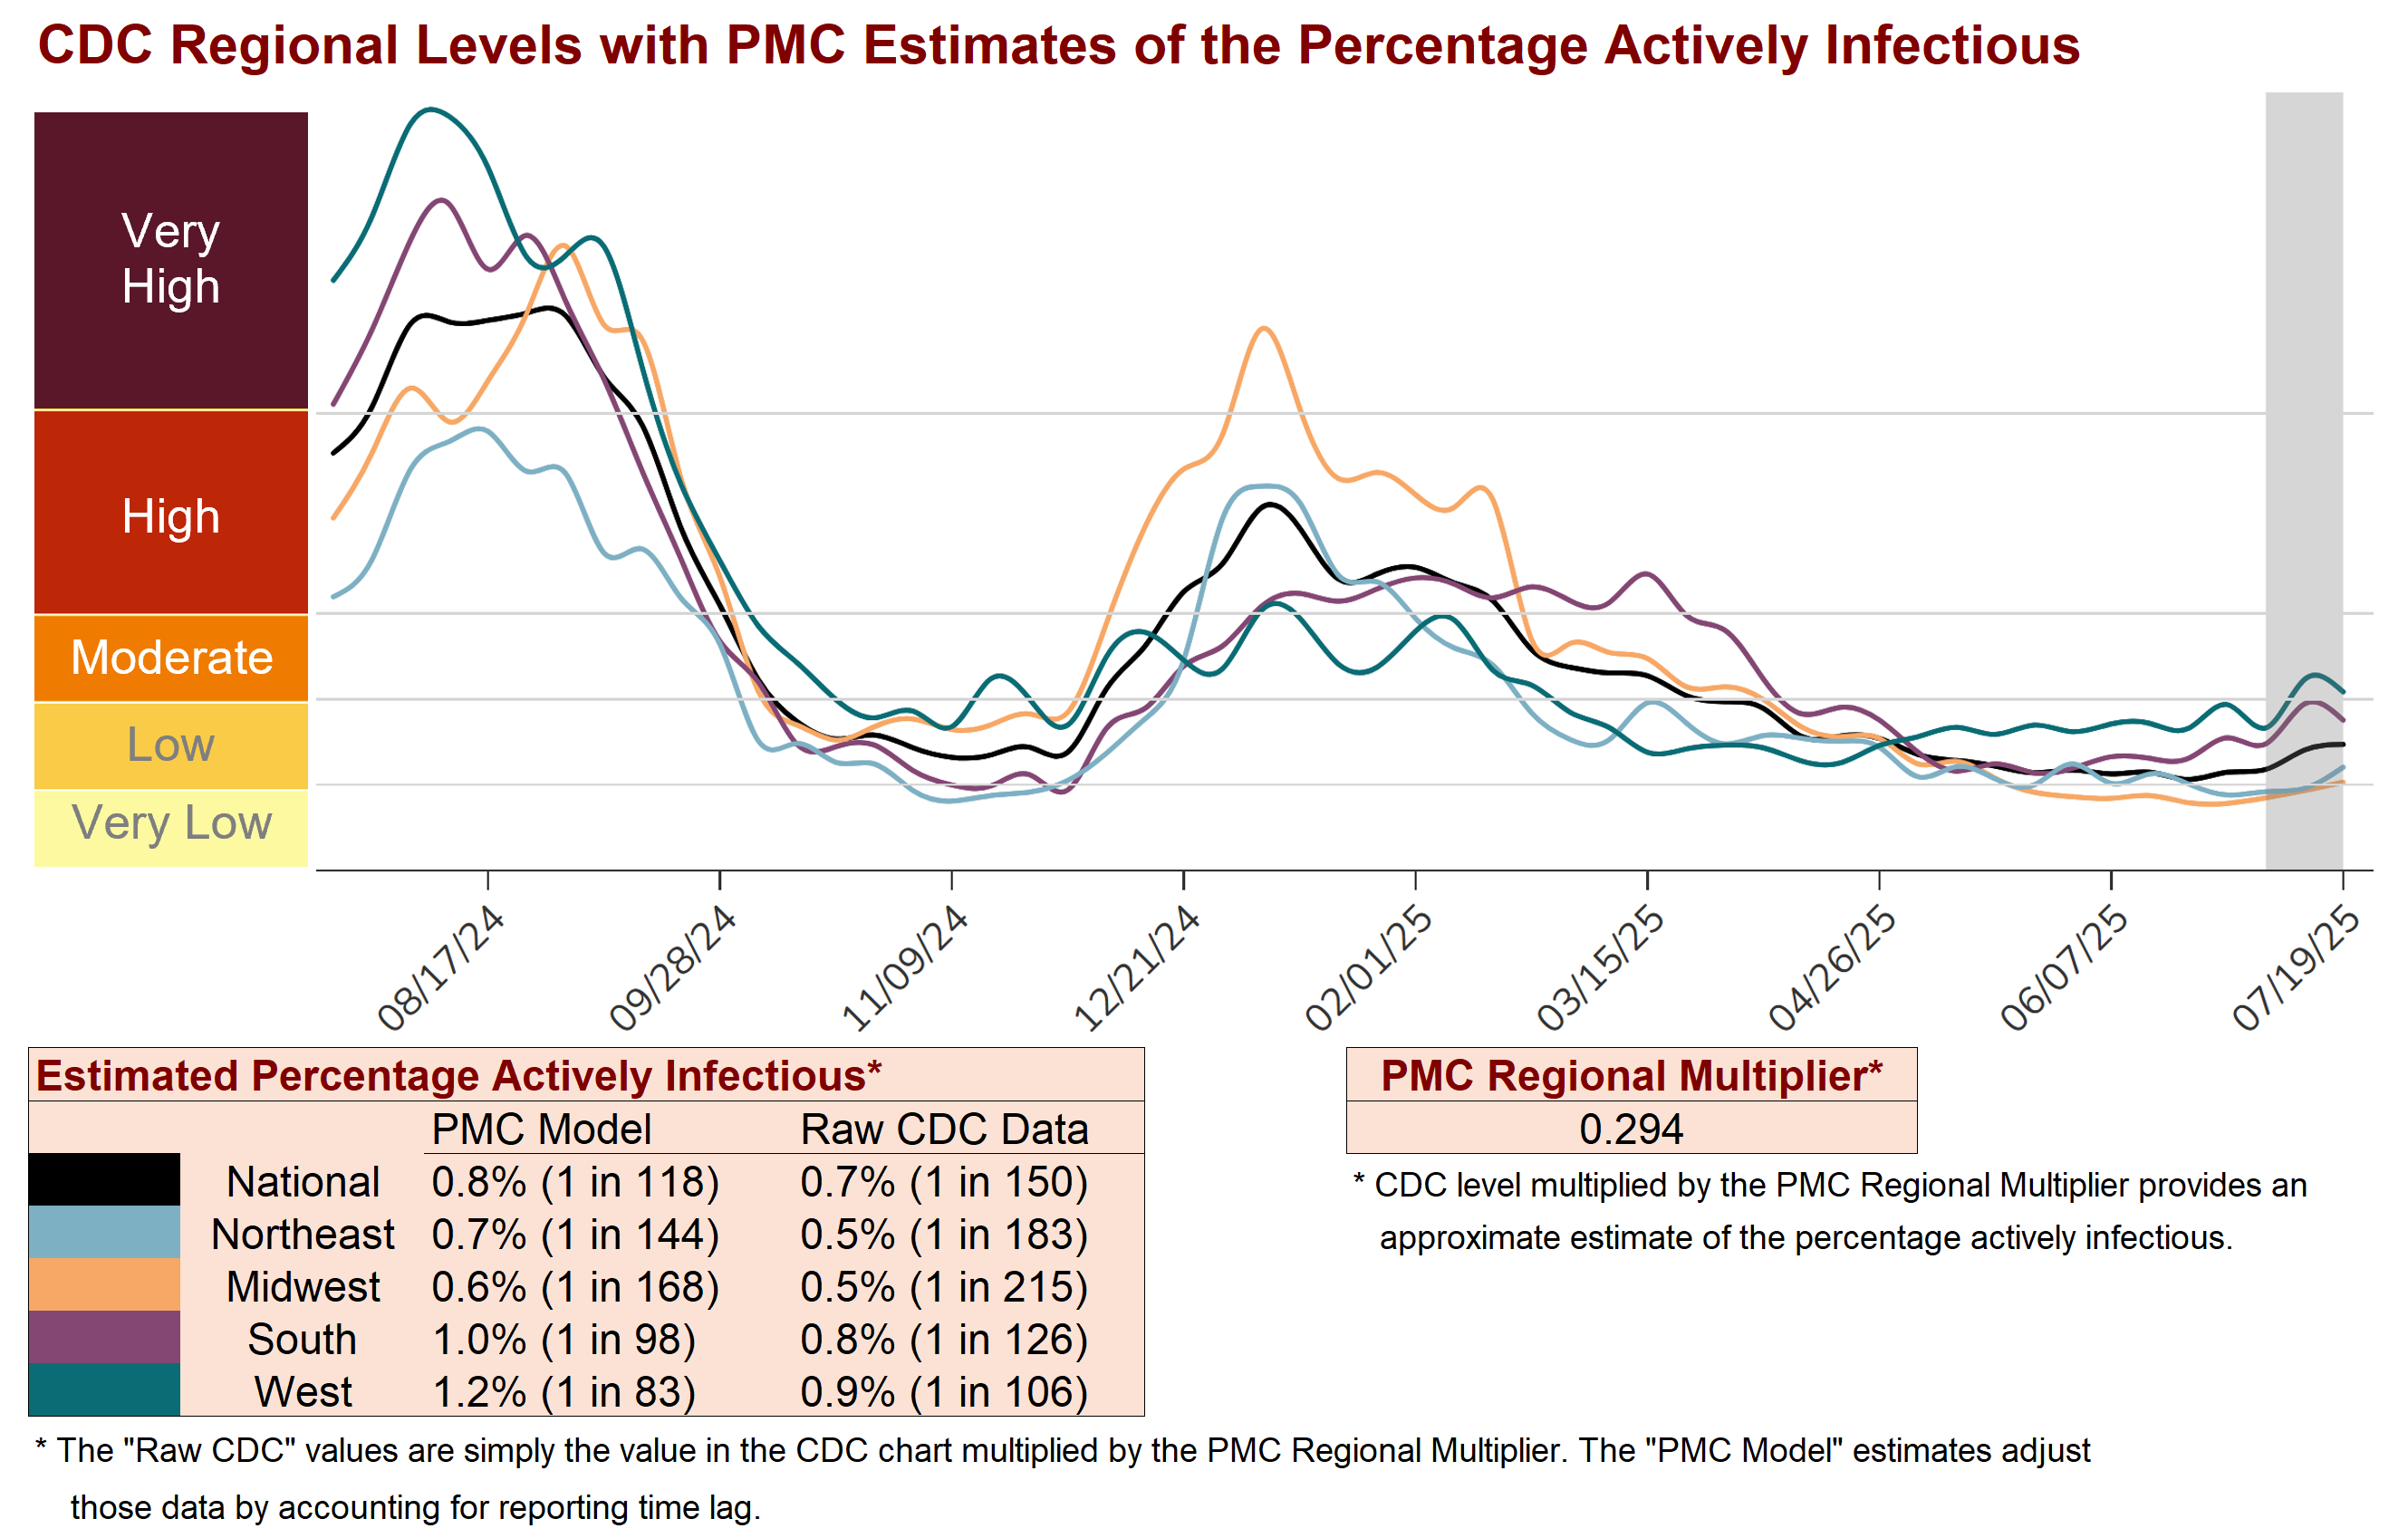 CDC Regional Levels with PMC Estimates of the Percentage Actively Infectious
Very
High
High
Moderate
Low
Very Low
08/17/24
09/28/24
11/09/24
12/21/24
02/01/25
03/15/25
04/26/25
06/07/25
07/19/25
Estimated Percentage Actively Infectious*
PMC Model Raw CDC Data
National 0.8% (1 in 118) 0.7% (1 in 150)
Northeast 0.7% (1 in 144) 0.5% (1 in 183)
Midwest 0.6% (1 in 168) 0.5% (1 in 215)
South 1.0% (1 in 98) 0.8% (1 in 126)
West 1.2% (1 in 83) 0.9% (1 in 106)
PMC Regional Multiplier*
0.294
* CDC level multiplied by the PMC Regional Multiplier provides an
approximate estimate of the percentage actively infectious.
* The "Raw CDC" values are simply the value in the CDC chart multiplied by the PMC Regional Multiplier. The "PMC Model" estimates adjust
those data by accounting for reporting time lag.